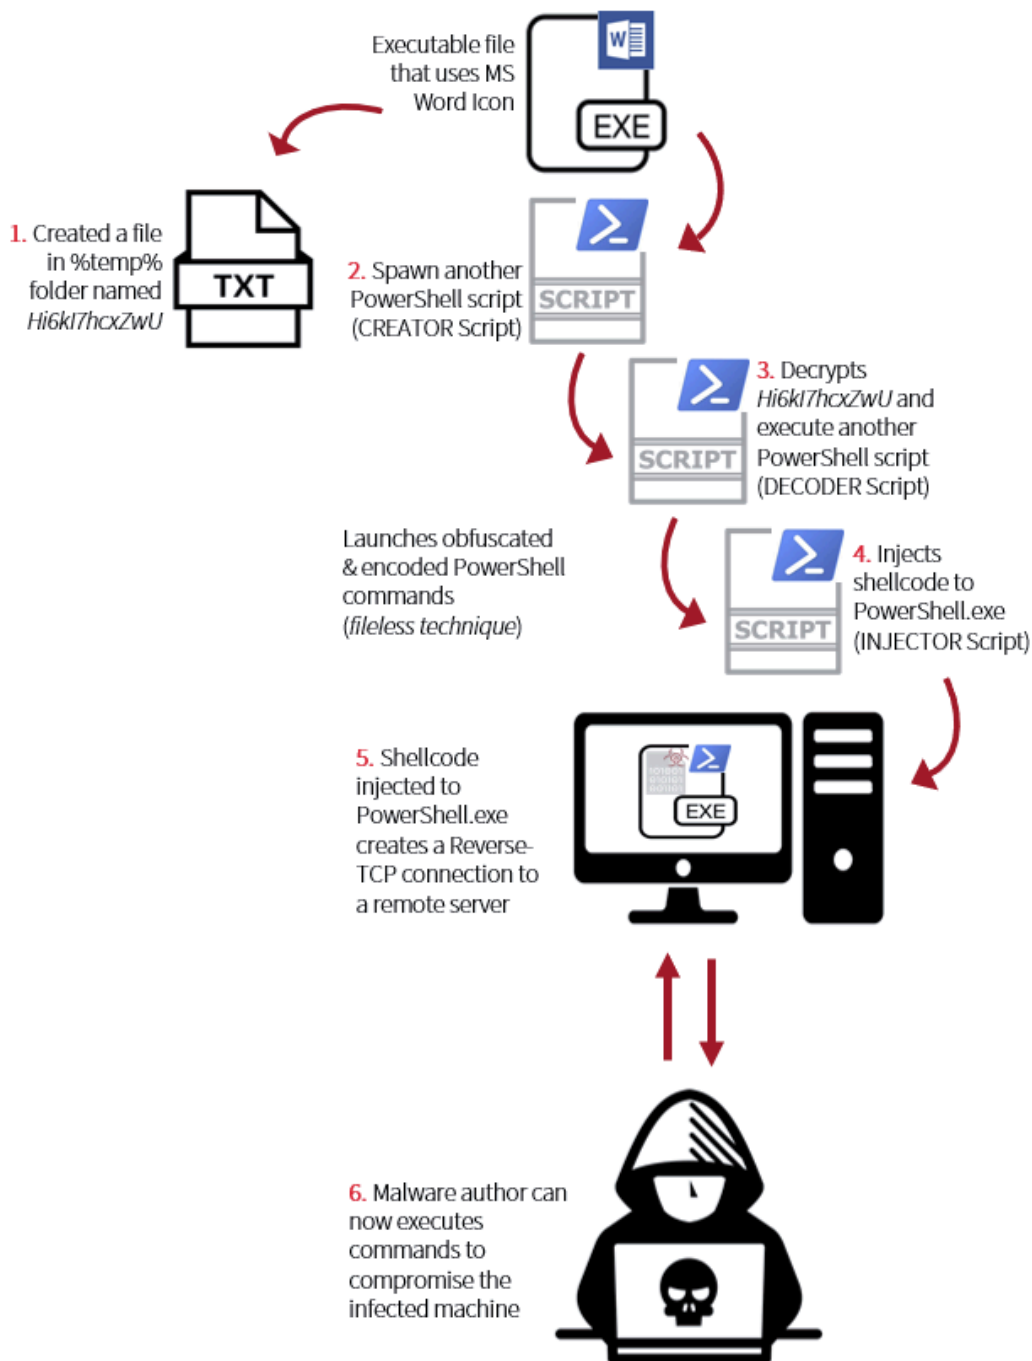 Executable file
that uses MS
Word Icon
W
EXE
1. Created a file
in %temp%
folder named
Hi6kI7hcxZwU
TXT
2. Spawn another
PowerShell script
(CREATOR Script)
SCRIPT
3. Decrypts
Hi6kI7hcxZwU and
execute another
PowerShell script
(DECODER Script)
SCRIPT
Launches obfuscated
& encoded PowerShell
commands
(fileless technique)
4. Injects
shellcode to
PowerShell.exe
(INJECTOR Script)
SCRIPT
5. Shellcode
injected to
PowerShell.exe
creates a Reverse-
TCP connection to
a remote server
101001
010101
001101
EXE
6. Malware author can
now executes
commands to
compromise the
infected machine